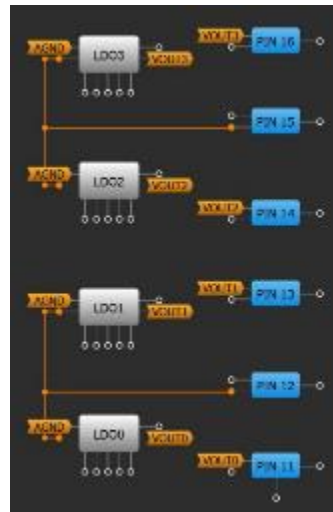 VOUT3
AGND
LDO3
VOUT3
PIN 16
PIN 15
AGND
LDO2
VOUT2
VOUT2
PIN 14
AGND
LDO1
VOUT1
VOUT1
PIN 13
PIN 12
AGND
LDO0
VOUT0
VOUT0
PIN 11